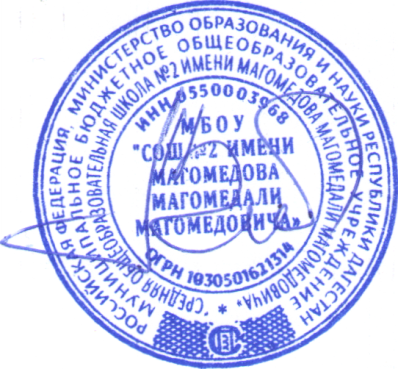 РОССИЙСКАЯ ФЕДЕРАЦИЯ, МИНИСТЕРСТВО ОБРАЗОВАНИЯ И НАУКИ РЕСПУБЛИКИ ДАГЕСТАН
МУНИЦИПАЛЬНОЕ БЮДЖЕТНОЕ ОБЩЕОБРАЗОВАТЕЛЬНОЕ УЧРЕЖДЕНИЕ
"СРЕДНЯЯ ОБЩЕОБРАЗОВАТЕЛЬНАЯ ШКОЛА №2 ИМЕНИ МАГОМЕДОВА МАГОМЕДАЛИ МАГОМЕДОВИЧА" *
ИНН 0550003968
МБОУ
"СОШ №2 ИМЕНИ
МАГОМЕДОВА
МАГОМЕДАЛИ
МАГОМЕДОВИЧА»
ОГРН 1030501621314